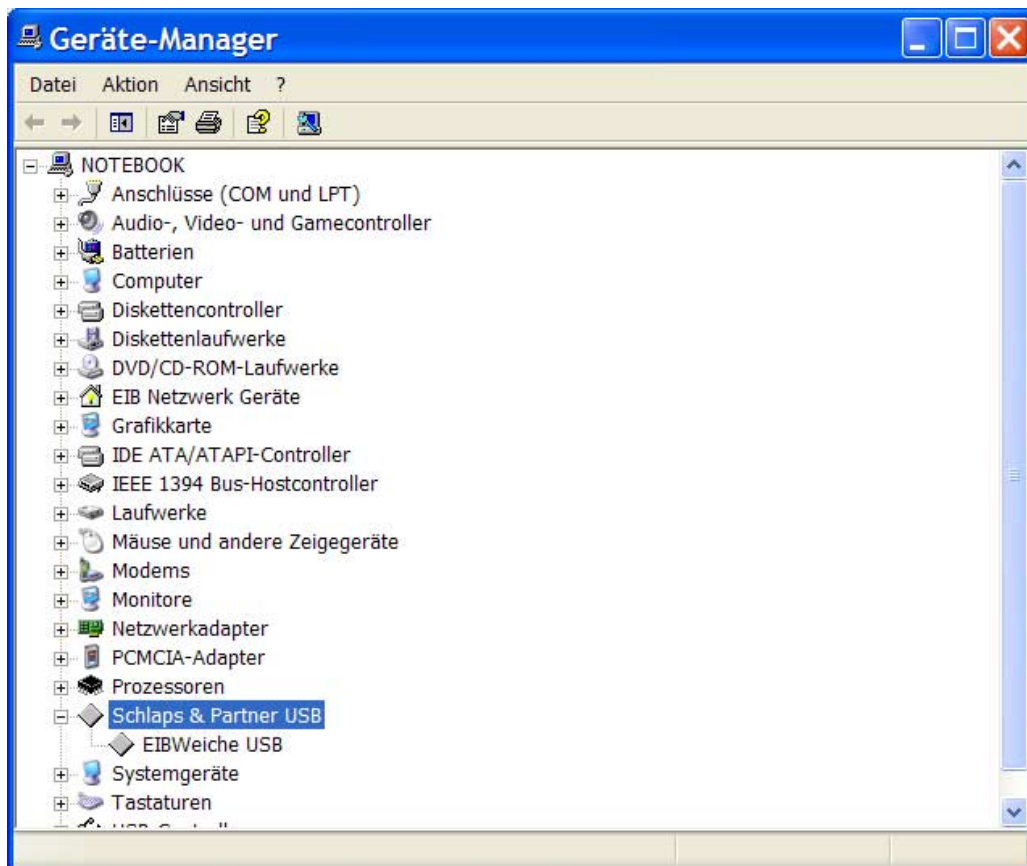 Geräte-Manager
Datei Aktion Ansicht ?
NOTEBOOK
Anschlüsse (COM und LPT)
Audio-, Video- und Gamecontroller
Batterien
Computer
Diskettencontroller
Diskettenlaufwerke
DVD/CD-ROM-Laufwerke
EIB Netzwerk Geräte
Grafikkarte
IDE ATA/ATAPI-Controller
IEEE 1394 Bus-Hostcontroller
Laufwerke
Mäuse und andere Zeigegeräte
Modems
Monitore
Netzwerkadapter
PCMCIA-Adapter
Prozessoren
Schlaps & Partner USB
EIBWeiche USB
Systemgeräte
Tastaturen